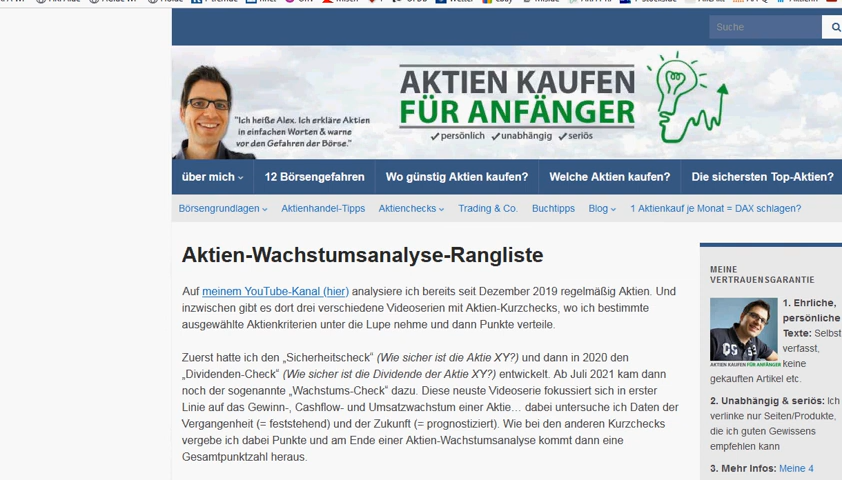 Suche
"Ich heiße Alex. Ich erkläre Aktien
in einfachen Worten & warne
vor den Gefahren der Börse."
AKTIEN KAUFEN
FÜR ANFÄNGER
persönlich unabhängig seriös
über mich 12 Börsengefahren Wo günstig Aktien kaufen? Welche Aktien kaufen? Die sichersten Top-Aktien?
Börsengrundlagen Aktienhandel-Tipps Aktienchecks Trading & Co. Buchtipps Blog 1 Aktienkauf je Monat = DAX schlagen?
Aktien-Wachstumsanalyse-Rangliste
Auf meinem YouTube-Kanal (hier) analysiere ich bereits seit Dezember 2019 regelmäßig Aktien. Und
inzwischen gibt es dort drei verschiedene Videoserien mit Aktien-Kurzchecks, wo ich bestimmte
ausgewählte Aktienkriterien unter die Lupe nehme und dann Punkte verteile.
Zuerst hatte ich den „Sicherheitscheck“ (Wie sicher ist die Aktie XY?) und dann in 2020 den
„Dividenden-Check“ (Wie sicher ist die Dividende der Aktie XY?) entwickelt. Ab Juli 2021 kam dann
noch der sogenannte „Wachstums-Check“ dazu. Diese neuste Videoserie fokussiert sich in erster
Linie auf das Gewinn-, Cashflow- und Umsatzwachstum einer Aktie… dabei untersuche ich Daten der
Vergangenheit (= feststehend) und der Zukunft (= prognostiziert). Wie bei den anderen Kurzchecks
vergebe ich dabei Punkte und am Ende einer Aktien-Wachstumsanalyse kommt dann eine
Gesamtpunktzahl heraus.
MEINE
VERTRAUENSGARANTIE
1. Ehrliche,
persönliche
Texte: Selbst
verfasst,
keine
gekauften Artikel etc.
AKTIEN KAUFEN FÜR ANFÄNGER
2. Unabhängig & seriös: Ich
verlinke nur Seiten/Produkte,
die ich guten Gewissens
empfehlen kann
3. Mehr Infos: Meine 4